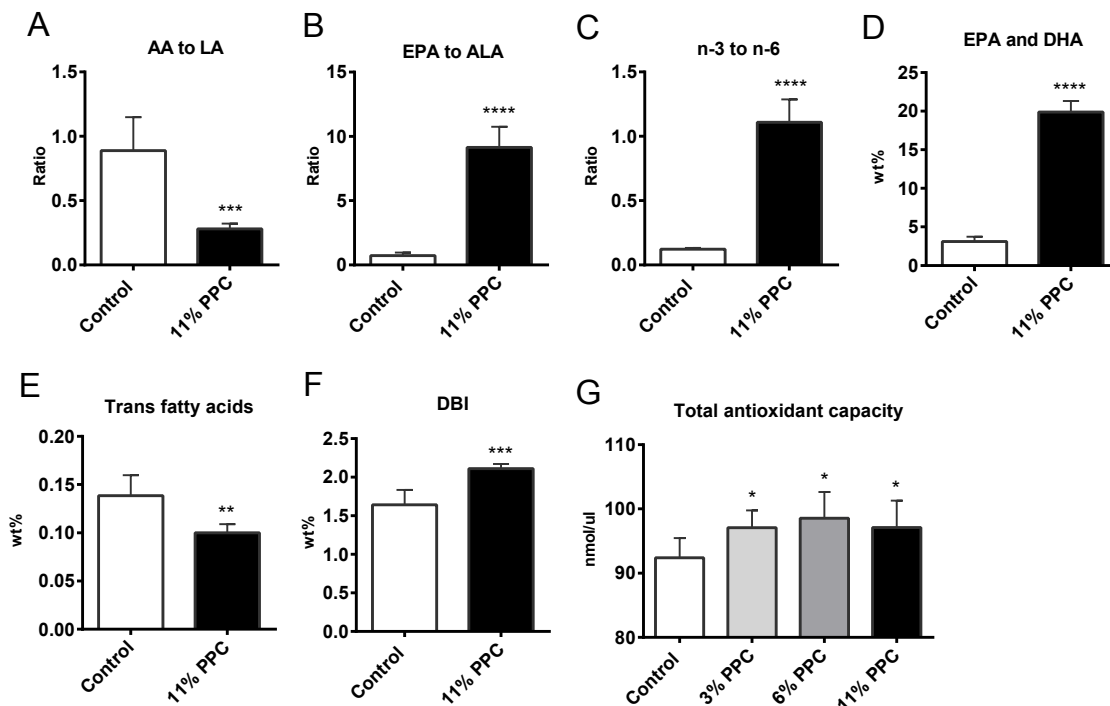 A
AA to LA
1.5
1.0
0.5
0.0
Ratio
Control
11% PPC
***
B
EPA to ALA
15
10
5
0
Ratio
Control
11% PPC
****
C
n-3 to n-6
1.5
1.0
0.5
0.0
Ratio
Control
11% PPC
****
D
EPA and DHA
25
20
15
10
5
0
wt%
Control
11% PPC
****
E
Trans fatty acids
0.20
0.15
0.10
0.05
0.00
wt%
Control
11% PPC
**
F
DBI
2.5
2.0
1.5
1.0
0.5
0.0
wt%
Control
11% PPC
***
G
Total antioxidant capacity
110
100
90
80
nmol/ul
Control
3% PPC
6% PPC
11% PPC
*
*
*